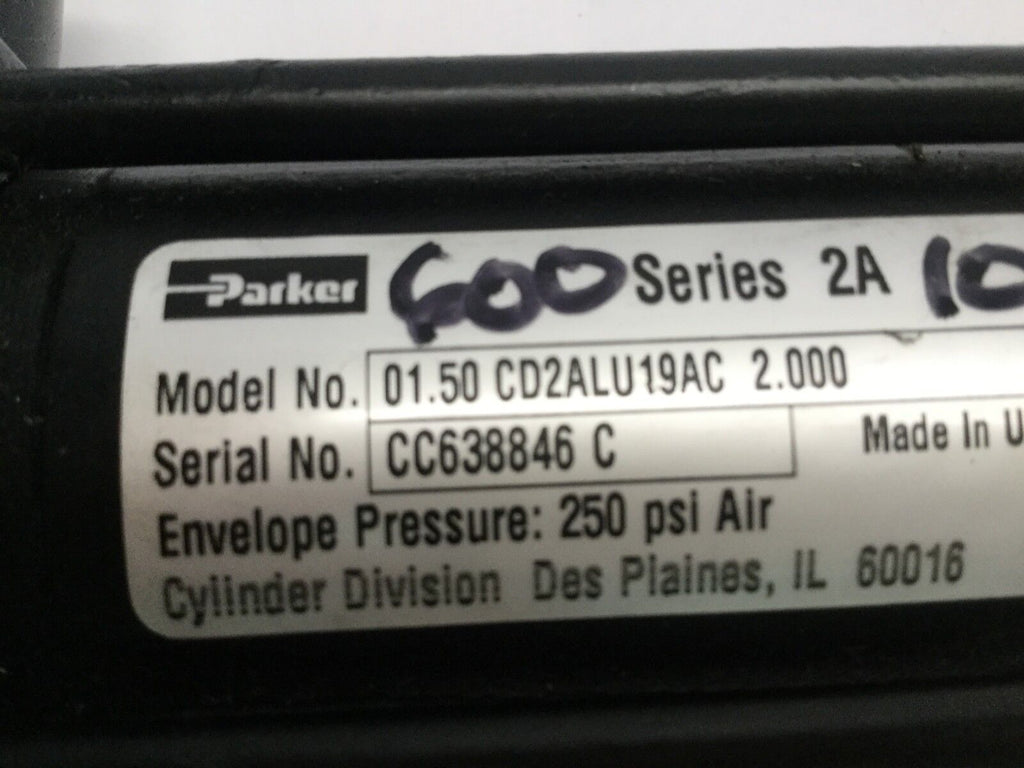 Parker 600 Series 2A 10
Model No. 01.50 CD2ALU19AC 2.000
Serial No. CC638846 C
Made In U
Envelope Pressure: 250 psi Air
Cylinder Division Des Plaines, IL 60016